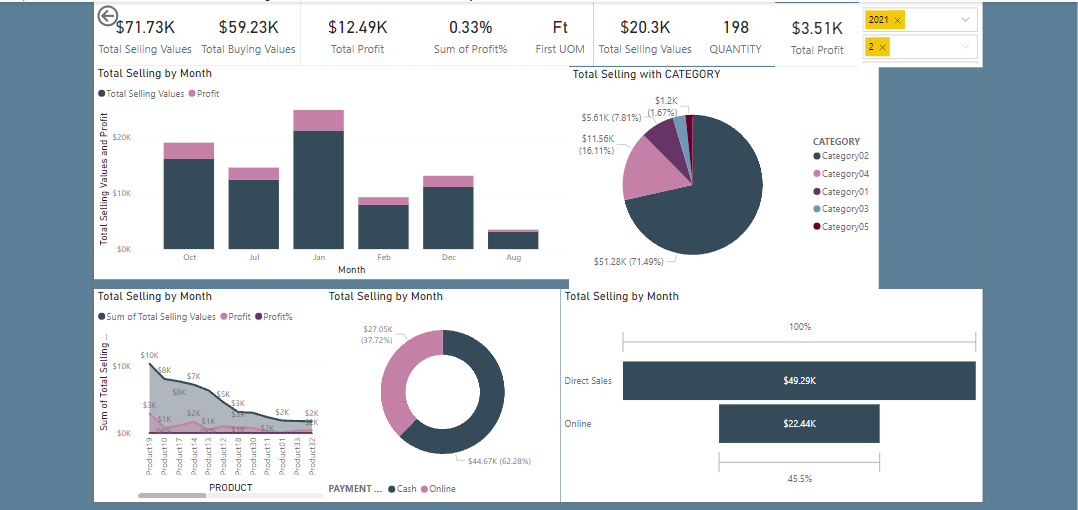 $71.73K
Total Selling Values
$59.23K
Total Buying Values
$12.49K
Total Profit
0.33%
Sum of Profit%
Ft
First UOM
$20.3K
Total Selling Values
198
QUANTITY
$3.51K
Total Profit
2021 ×
2 ×
Total Selling by Month
Total Selling Values Profit
Total Selling Values and Profit
$20K
$10K
$0K
Oct Jul Jan Feb Dec Aug
Month
Total Selling with CATEGORY
$1.2K
(1.67%)
$5.61K (7.81%)
$11.56K
(16.11%)
$51.28K (71.49%)
CATEGORY
Category02
Category04
Category01
Category03
Category05
Total Selling by Month
Sum of Total Selling Values Profit Profit%
Sum of Total Selling ...
$10K
$0K
$10K
$8K
$8K
$7K
$5K
$3K
$3K
$2K
$2K
$3K
$1K
$2K
$1K
$1K
$2K
$2K
Product19
Product10
Product17
Product14
Product13
Product12
Product18
Product30
Product11
Product01
Product33
Product32
PRODUCT
Total Selling by Month
$27.05K
(37.72%)
$44.67K (62.28%)
PAYMENT ... Cash Online
Total Selling by Month
100%
Direct Sales
$49.29K
Online
$22.44K
45.5%